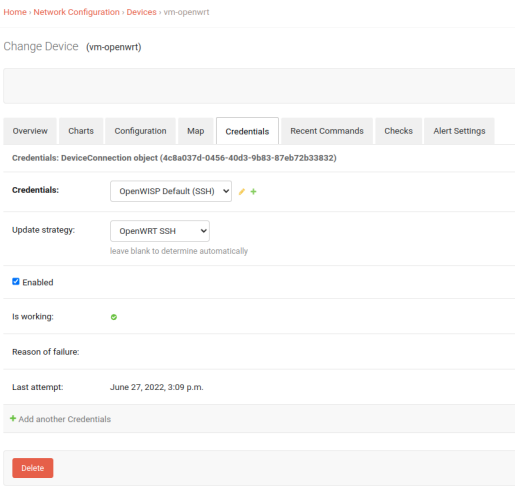 Home › Network Configuration › Devices › vm-openwrt
Change Device (vm-openwrt)
Overview Charts Configuration Map Credentials Recent Commands Checks Alert Settings
Credentials: DeviceConnection object (4c8a037d-0456-40d3-9b83-87eb72b33832)
Credentials: OpenWISP Default (SSH)
Update strategy: OpenWRT SSH
leave blank to determine automatically
Enabled
Is working:
Reason of failure:
Last attempt: June 27, 2022, 3:09 p.m.
Add another Credentials
Delete